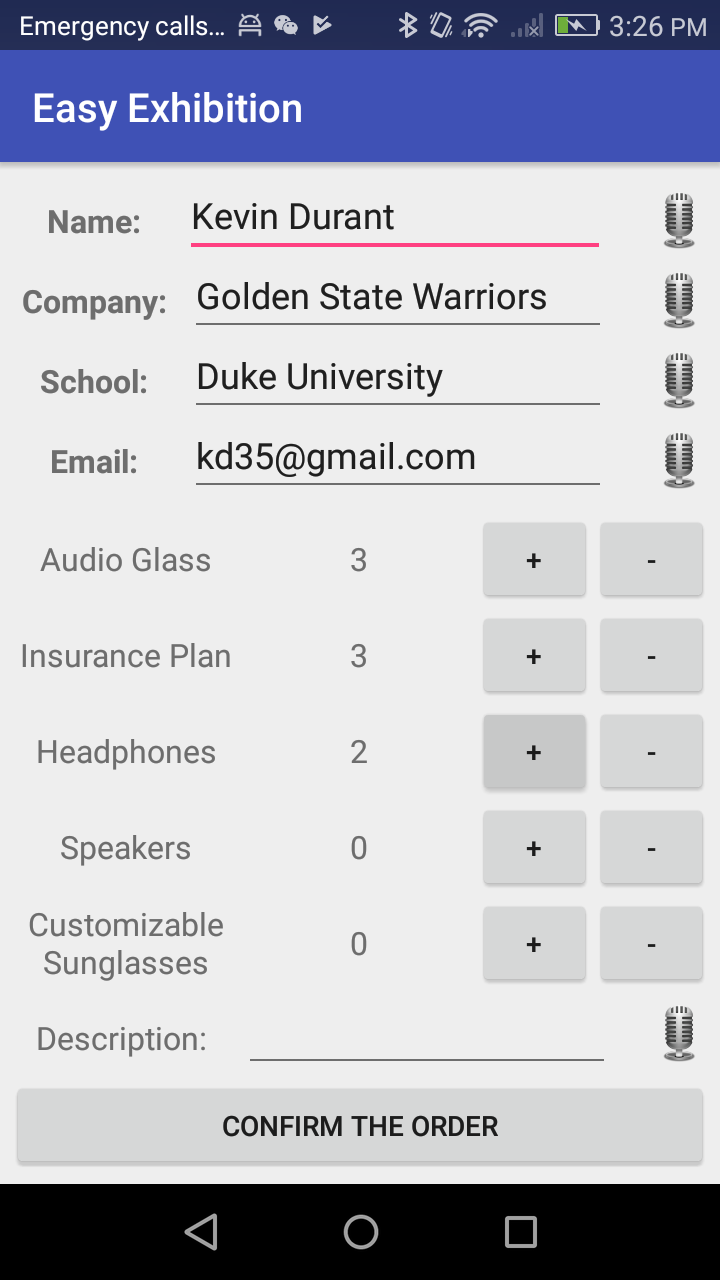 Emergency calls... 3:26 PM
Easy Exhibition
Name: Kevin Durant
Company: Golden State Warriors
School: Duke University
Email: kd35@gmail.com
Audio Glass 3 + -
Insurance Plan 3 + -
Headphones 2 + -
Speakers 0 + -
Customizable
Sunglasses 0 + -
Description:
CONFIRM THE ORDER